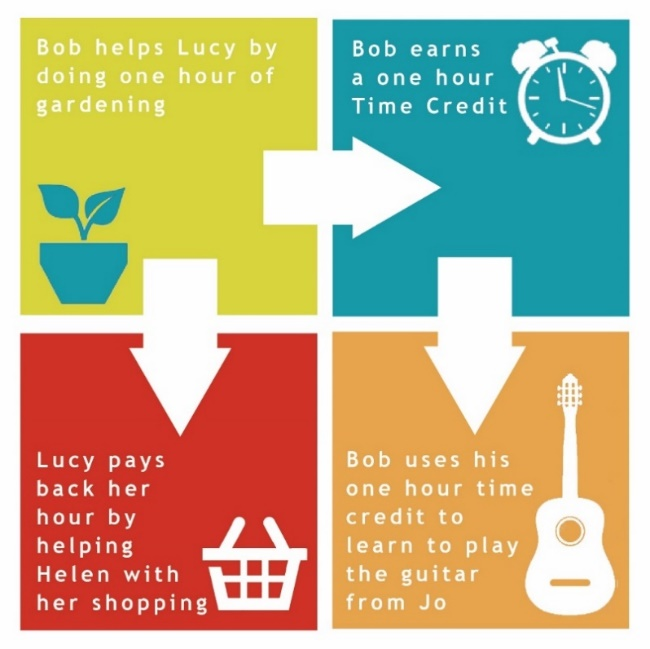 Bob helps Lucy by
doing one hour of
gardening
Bob earns
a one hour
Time Credit
Lucy pays
back her
hour by
helping
Helen with
her shopping
Bob uses his
one hour time
credit to
learn to play
the guitar
from Jo